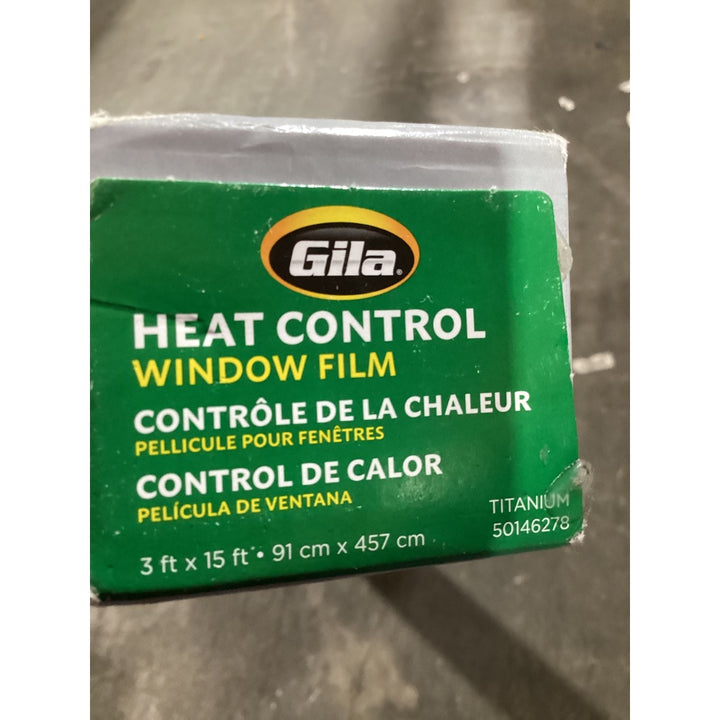 Gila®
HEAT CONTROL
WINDOW FILM
CONTRÔLE DE LA CHALEUR
PELLICULE POUR FENÊTRES
CONTROL DE CALOR
PELÍCULA DE VENTANA
TITANIUM
3 ft x 15 ft • 91 cm x 457 cm
50146278